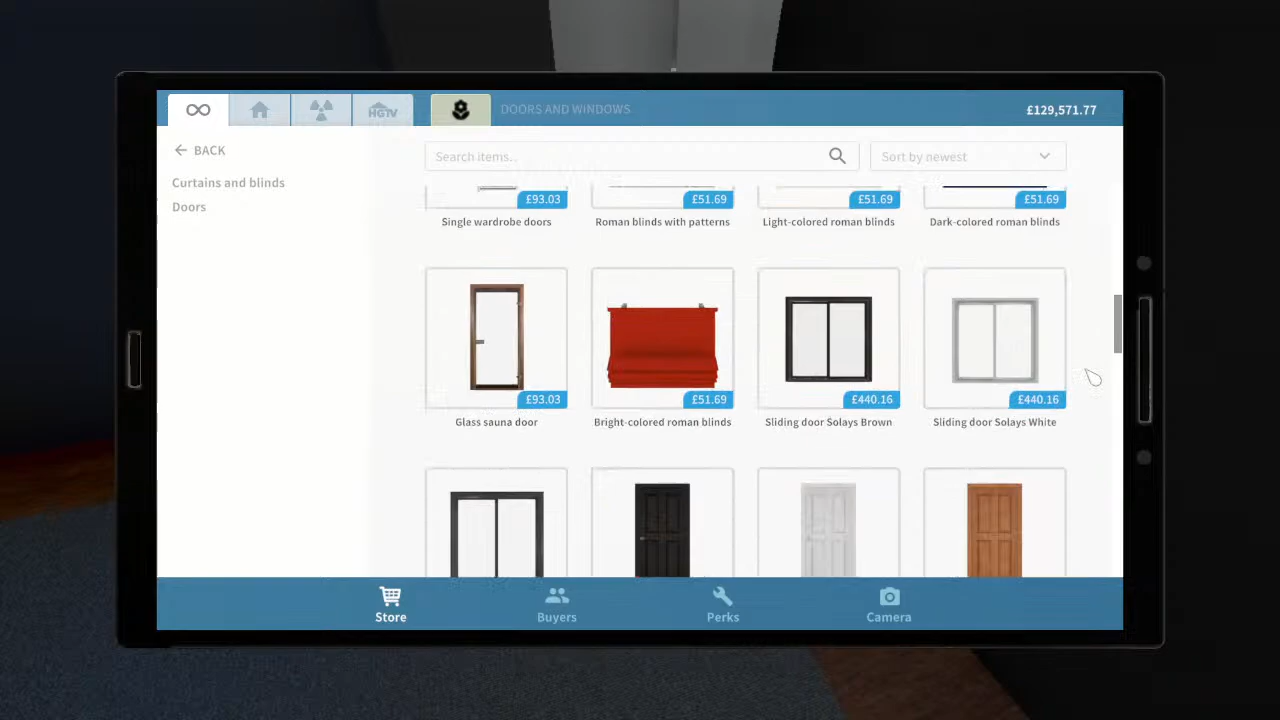 HGTV
DOORS AND WINDOWS
£129,571.77
BACK
Search items...
Sort by newest
Curtains and blinds
Doors
£93.03
£51.69
£51.69
£51.69
Single wardrobe doors
Roman blinds with patterns
Light-colored roman blinds
Dark-colored roman blinds
£93.03
£51.69
£440.16
£440.16
Glass sauna door
Bright-colored roman blinds
Sliding door Solays Brown
Sliding door Solays White
Store
Buyers
Perks
Camera